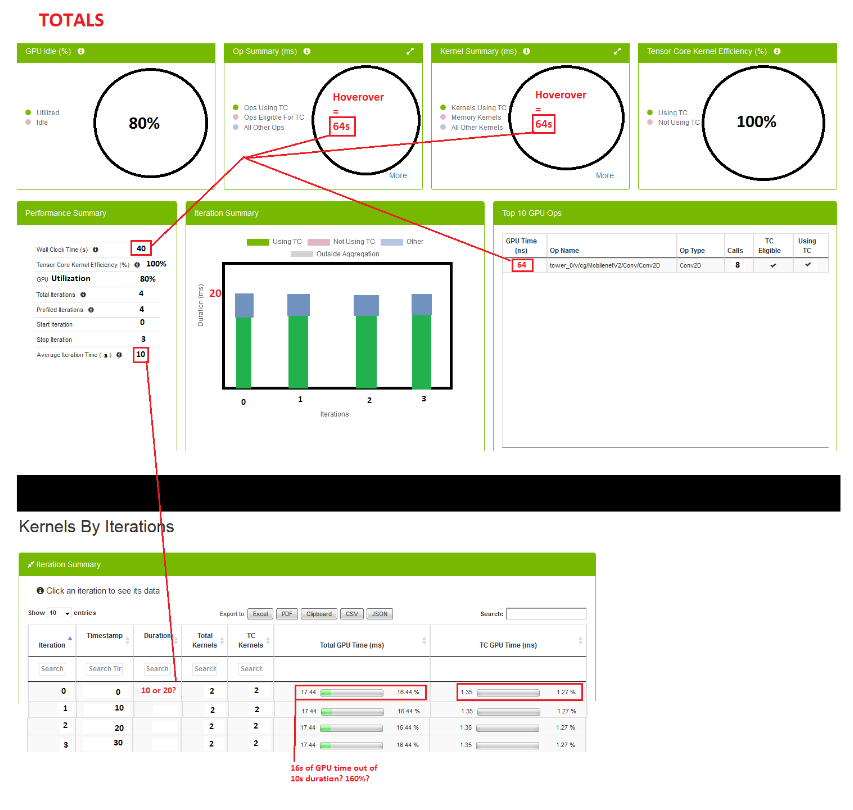 TOTALS
GPU Idle (%)
Op Summary (ms)
Kernel Summary (ms)
Tensor Core Kernel Efficiency (%)
Utilized
Idle
80%
Ops Using TC
Ops Eligible For TC
All Other Ops
Hoverover
=
64s
More...
Kernels Using TC
Memory Kernels
All Other Kernels
Hoverover
=
64s
More...
Using TC
Not Using TC
100%
Performance Summary
Wall Clock Time (s) 40
Tensor Core Kernel Efficiency (%) 100%
GPU Utilization 80%
Total Iterations 4
Profiled Iterations 4
Start Iteration 0
Stop Iteration 3
Average Iteration Time ( s ) 10
Iteration Summary
Using TC Not Using TC Other
Outside Aggregation
20
Duration (ms)
0 1 2 3
Iterations
Top 10 GPU Ops
GPU Time (ns) Op Name Op Type Calls TC Eligible Using TC
64 tower_0/v/cg/MobilenetV2/Conv/Conv2D Conv2D 8 ✔ ✔
Kernels By Iterations
Iteration Summary
Click an iteration to see its data
Show 10 entries Export to Excel PDF Clipboard CSV JSON Search:
Iteration Timestamp Duration Total Kernels TC Kernels Total GPU Time (ms) TC GPU Time (ms)
Search Search Tir Search Search Search
0 0 10 or 20? 2 2 17.44 16.44 % 1.35 1.27 %
1 10 2 2 17.44 16.44 % 1.35 1.27 %
2 20 2 2 17.44 16.44 % 1.35 1.27 %
3 30 2 2 17.44 16.44 % 1.35 1.27 %
16s of GPU time out of
10s duration? 160%?